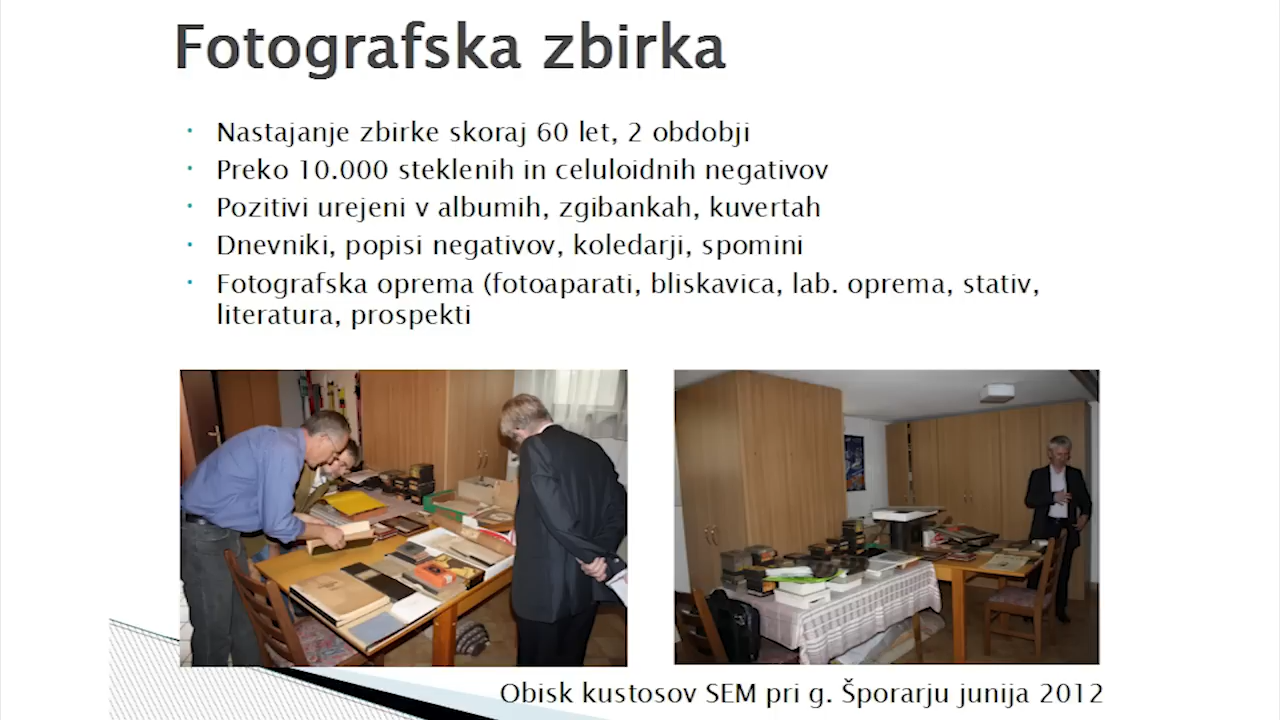 Fotografska zbirka
Nastajanje zbirke skoraj 60 let, 2 obdobji
Preko 10.000 steklenih in celuloidnih negativov
Pozitivi urejeni v albumih, zgibankah, kuvertah
Dnevniki, popisi negativov, koledarji, spomini
Fotografska oprema (fotoaparati, bliskavica, lab. oprema, stativ,
literatura, prospekti
Obisk kustosov SEM pri g. Šporarju junija 2012